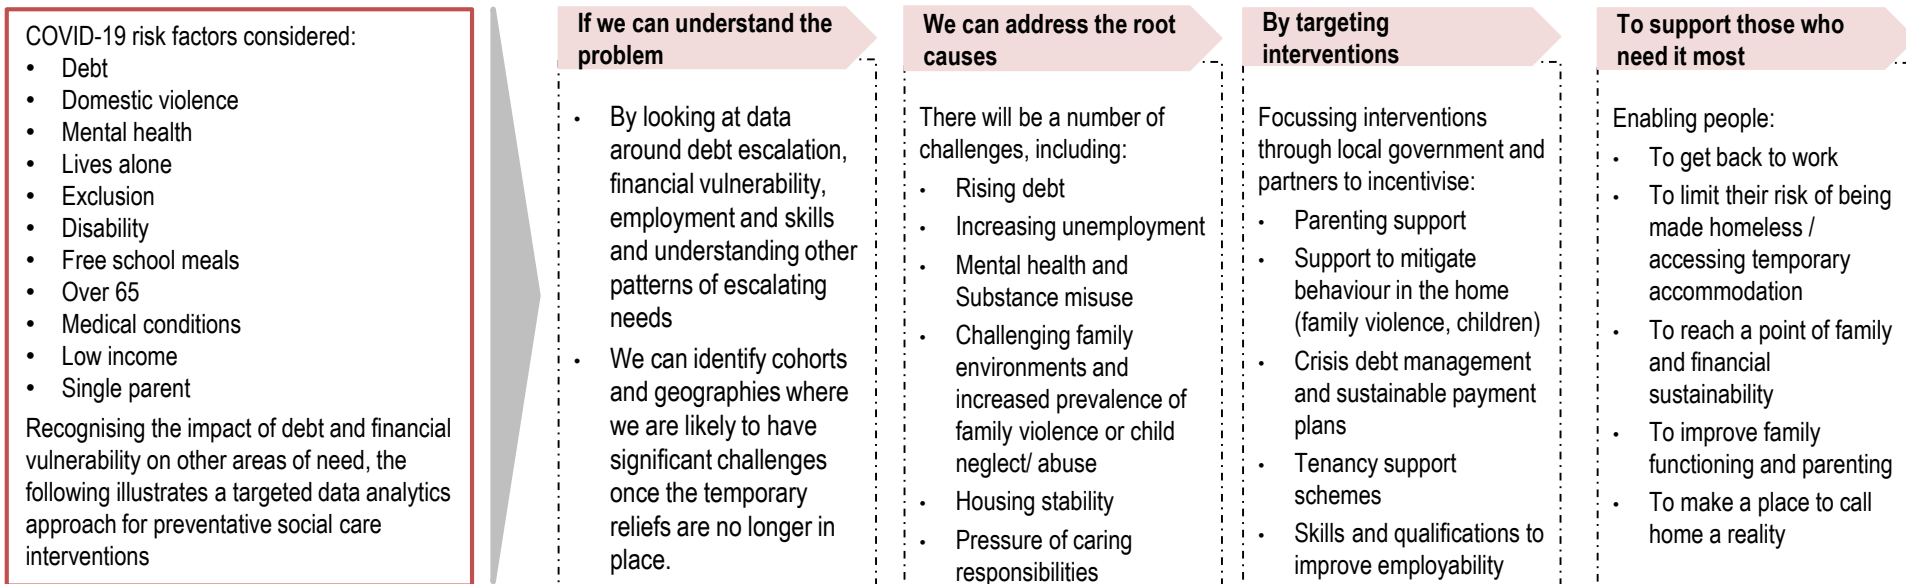 COVID-19 risk factors considered:
• Debt
• Domestic violence
• Mental health
• Lives alone
• Exclusion
• Disability
• Free school meals
• Over 65
• Medical conditions
• Low income
• Single parent
Recognising the impact of debt and financial
vulnerability on other areas of need, the
following illustrates a targeted data analytics
approach for preventative social care
interventions
If we can understand the
problem
• By looking at data
around debt escalation,
financial vulnerability,
employment and skills
and understanding other
patterns of escalating
needs
• We can identify cohorts
and geographies where
we are likely to have
significant challenges
once the temporary
reliefs are no longer in
place.
We can address the root
causes
There will be a number of
challenges, including:
• Rising debt
• Increasing unemployment
• Mental health and
Substance misuse
• Challenging family
environments and
increased prevalence of
family violence or child
neglect/ abuse
• Housing stability
• Pressure of caring
responsibilities
By targeting
interventions
Focussing interventions
through local government and
partners to incentivise:
• Parenting support
• Support to mitigate
behaviour in the home
(family violence, children)
• Crisis debt management
and sustainable payment
plans
• Tenancy support
schemes
• Skills and qualifications to
improve employability
To support those who
need it most
Enabling people:
• To get back to work
• To limit their risk of being
made homeless /
accessing temporary
accommodation
• To reach a point of family
and financial
sustainability
• To improve family
functioning and parenting
• To make a place to call
home a reality